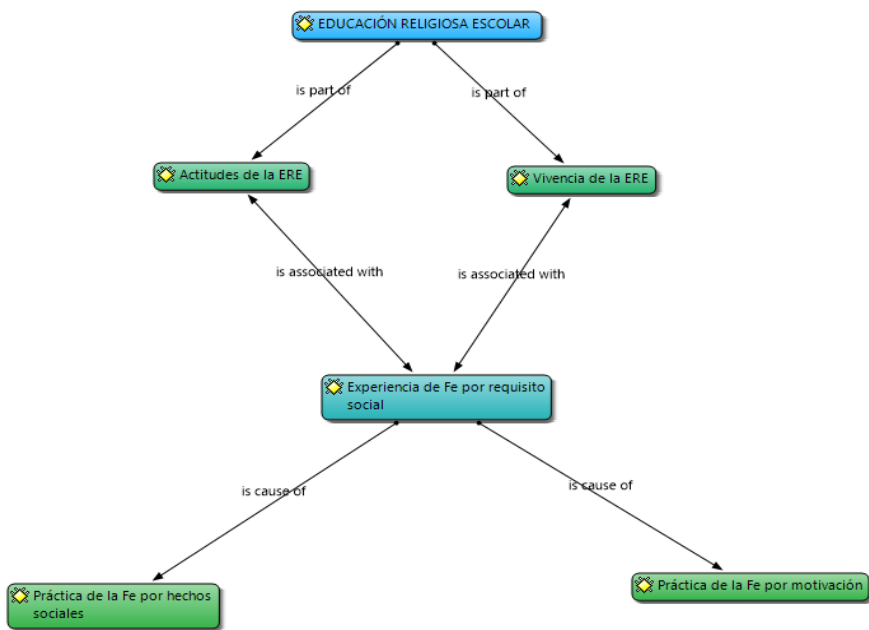 EDUCACIÓN RELIGIOSA ESCOLAR
is part of
is part of
Actitudes de la ERE
Vivencia de la ERE
is associated with
is associated with
Experiencia de Fe por requisito
social
is cause of
is cause of
Práctica de la Fe por hechos
sociales
Práctica de la Fe por motivación